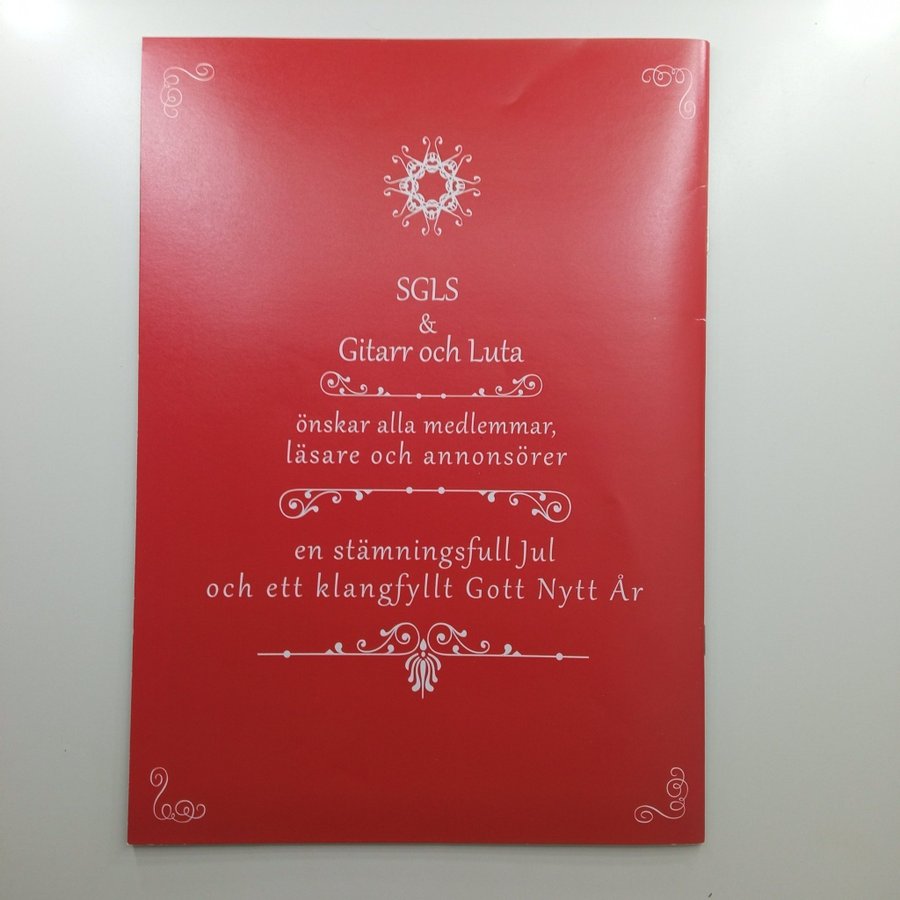 SGLS
&
Gitarr och Luta
önskar alla medlemmar,
läsare och annonsörer
en stämningsfull Jul
och ett klangfyllt Gott Nytt År